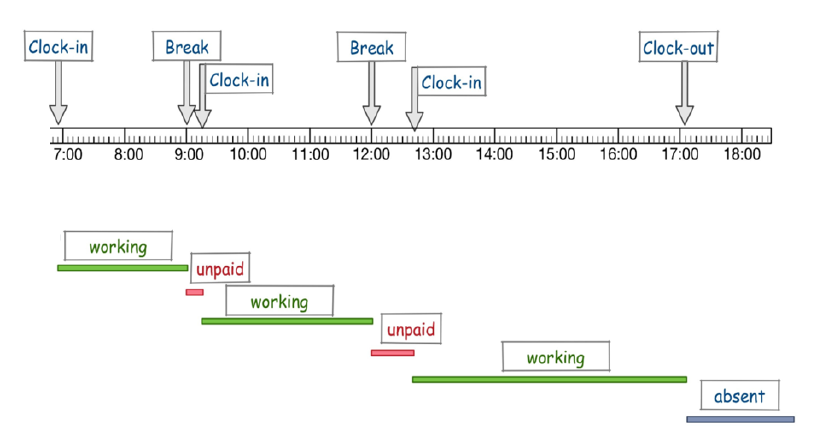 Clock-in
Break
Break
Clock-out
Clock-in
Clock-in
7:00 8:00 9:00 10:00 11:00 12:00 13:00 14:00 15:00 16:00 17:00 18:00
working
unpaid
working
unpaid
working
absent